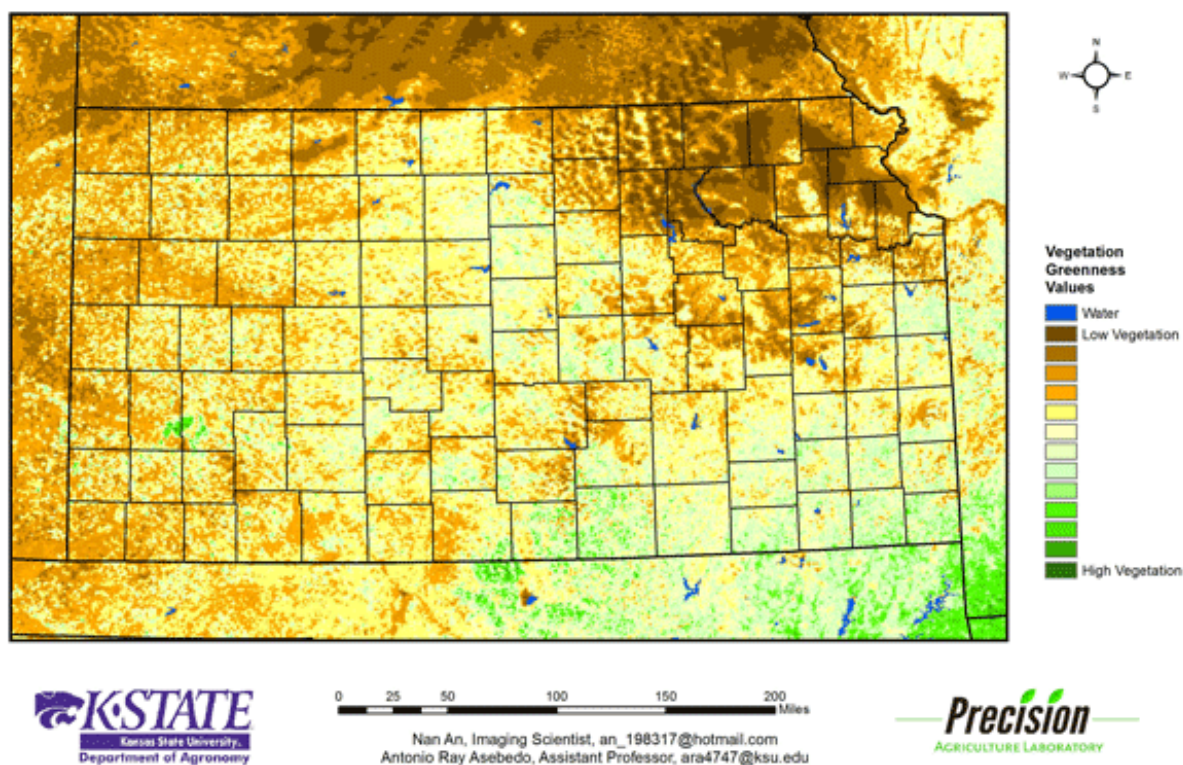 N
W
E
S
Vegetation
Greenness
Values
Water
Low Vegetation
High Vegetation
K-STATE
Kansas State University.
Department of Agronomy
0 25 50 100 150 200
Miles
Nan An, Imaging Scientist, an_198317@hotmail.com
Antonio Ray Asebedo, Assistant Professor, ara4747@ksu.edu
Precision
AGRICULTURE LABORATORY